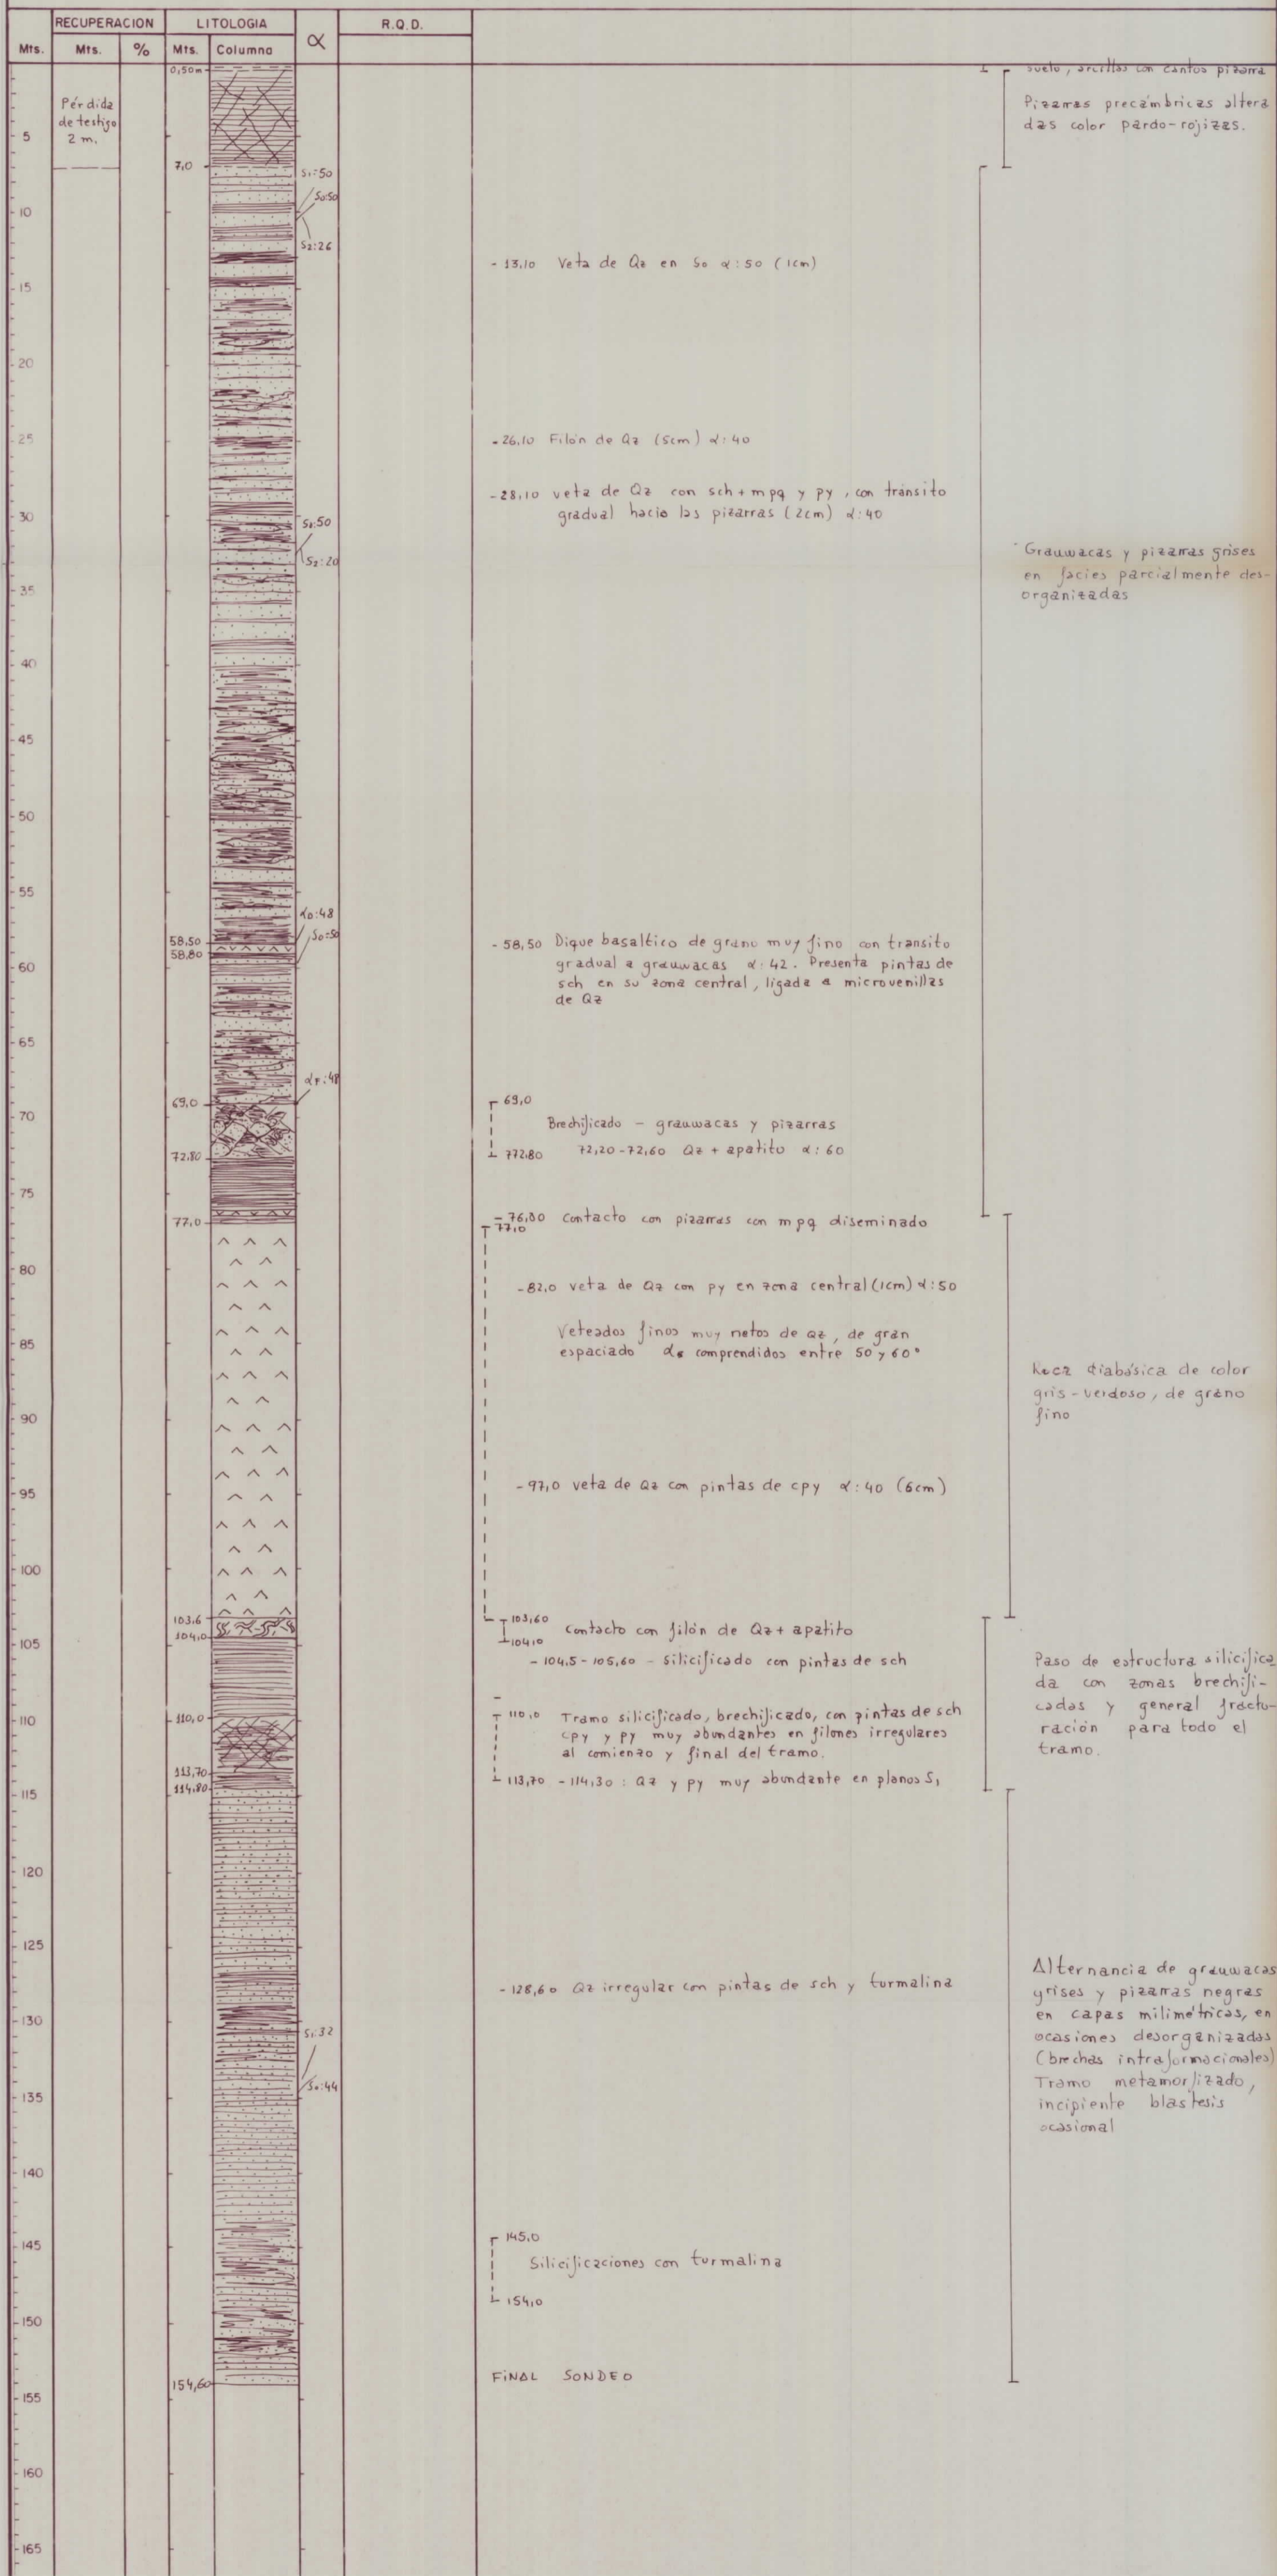 RECUPERACION
LITOLOGIA
α
R.Q.D.
Mts.
Mts.
%
Mts.
Columna
0,50m
suelo, arcillas con cantos pizarra
Pérdida
de testigo
2 m.
Pizarras precámbricas altera
das color pardo-rojizas.
5
7,0
S1:50
S0:50
10
S2:26
- 13,10 Veta de Qz en So α:50 (1cm)
15
20
25
- 26,10 Filón de Qz (5cm) α:40
- 28,10 veta de Qz con sch+mpq y py, con tránsito
gradual hacia las pizarras (2cm) α:40
30
S0:50
S2:20
Grauwacas y pizarras grises
en facies parcialmente des-
organizadas
35
40
45
50
55
αD:48
S0:50
58,50
58,80
- 58,50 Dique basaltico de grano muy fino con transito
gradual a grauwacas α:42. Presenta pintas de
sch en su zona central, ligada a microvenillas
de Qz
60
65
αF:48
69,0
69,0
70
Brechificado - grauwacas y pizarras
72,80
772,80 72,20-72,60 Qz + apatito α:60
75
77,0
- 76,80 Contacto con pizarras con mpq diseminado
77,0
80
- 82,0 veta de Qz con py en zona central (1cm) α:50
Veteados finos muy netos de Qz, de gran
espaciado αs comprendidos entre 50 y 60°
85
Roca diabásica de color
gris-verdoso, de grano
fino
90
95
- 97,0 veta de Qz con pintas de cpy α:40 (6cm)
100
103,6
104,0
103,60
104,0
Contacto con filón de Qz + apatito
105
- 104,5 - 105,60 - silicificado con pintas de sch
Paso de estructura silicifica
da con zonas brechifi-
cadas y general fractu-
ración para todo el
tramo.
110
110,0
110,0 Tramo silicificado, brechificado, con pintas de sch
cpy y py muy abundantes en filones irregulares
al comienzo y final del tramo.
113,70
114,80
113,70 - 114,30 : Qz y py muy abundante en planos S1
115
120
125
- 128,60 Qz irregular con pintas de sch y turmalina
Alternancia de grauwacas
grises y pizarras negras
en capas milimétricas, en
ocasiones desorganizadas
(brechas intraformacionales)
Tramo metamorfizado,
incipiente blastesis
ocasional
130
S1:32
S0:44
135
140
145
145,0
Silicificaciones con turmalina
154,0
150
154,60
FINAL SONDEO
155
160
165